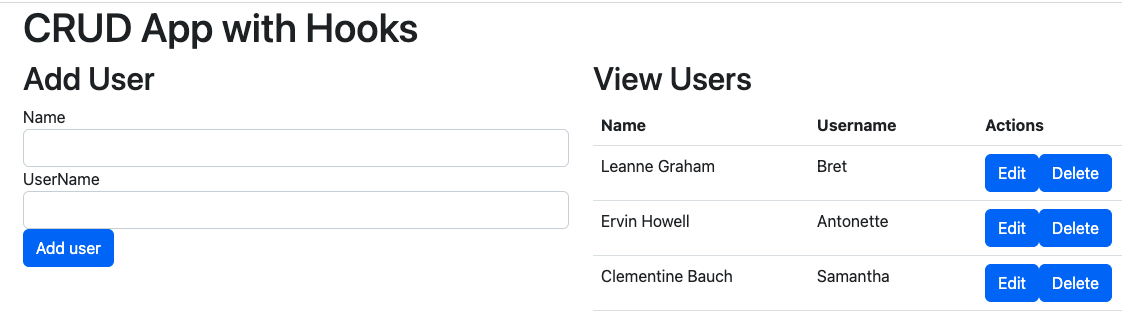 CRUD App with Hooks
Add User
Name
UserName
Add user
View Users
Name Username Actions
Leanne Graham Bret Edit Delete
Ervin Howell Antonette Edit Delete
Clementine Bauch Samantha Edit Delete